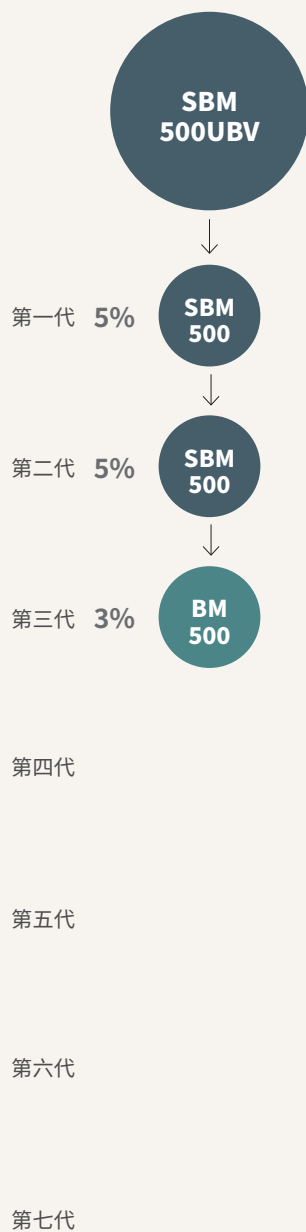 SBM
500UBV
第一代 5% SBM
500
第二代 5% SBM
500
第三代 3% BM
500
第四代
第五代
第六代
第七代